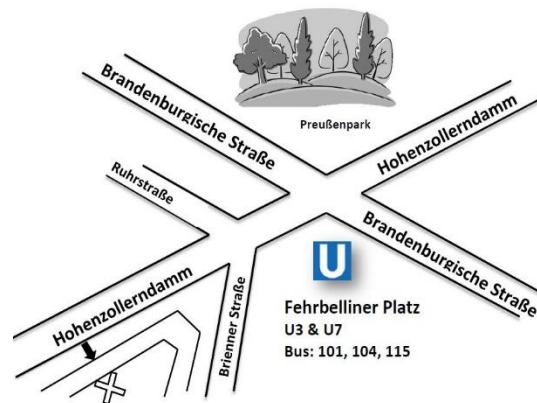 Preußenpark
Brandenburgische Straße
Hohenzollerndamm
Ruhrstraße
Brandenburgische Straße
U
Fehrbelliner Platz
U3 & U7
Bus: 101, 104, 115
Hohenzollerndamm
Brienner Straße